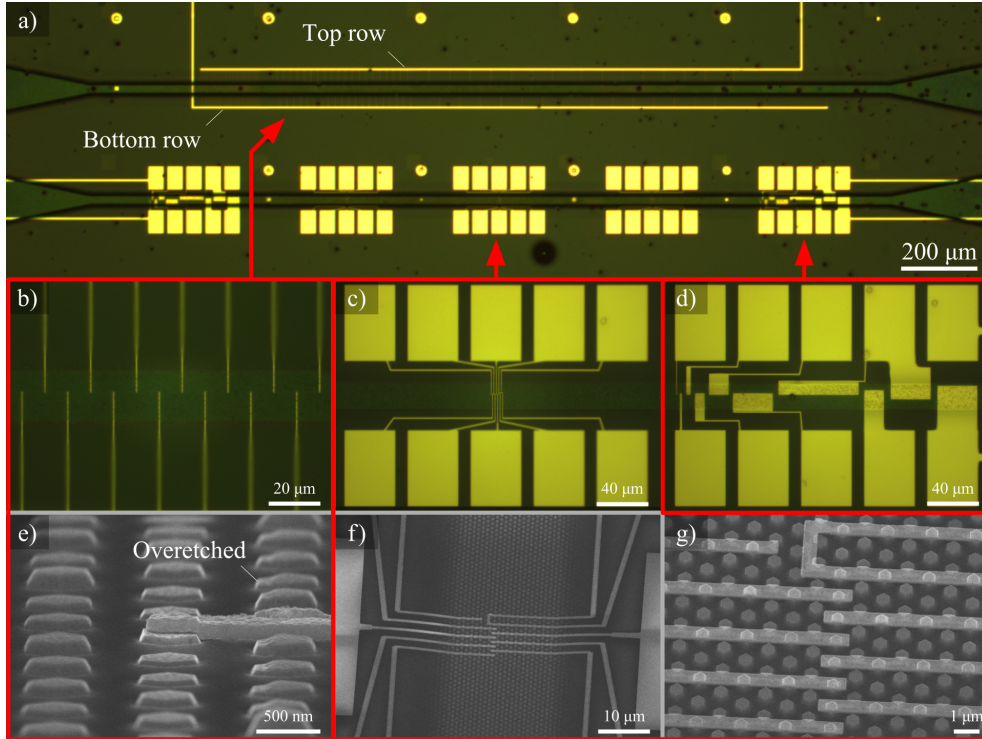 a)
Top row
Bottom row
200 μm
b)
c)
d)
20 μm
40 μm
40 μm
e)
f)
g)
Overetched
500 nm
10 μm
1 μm